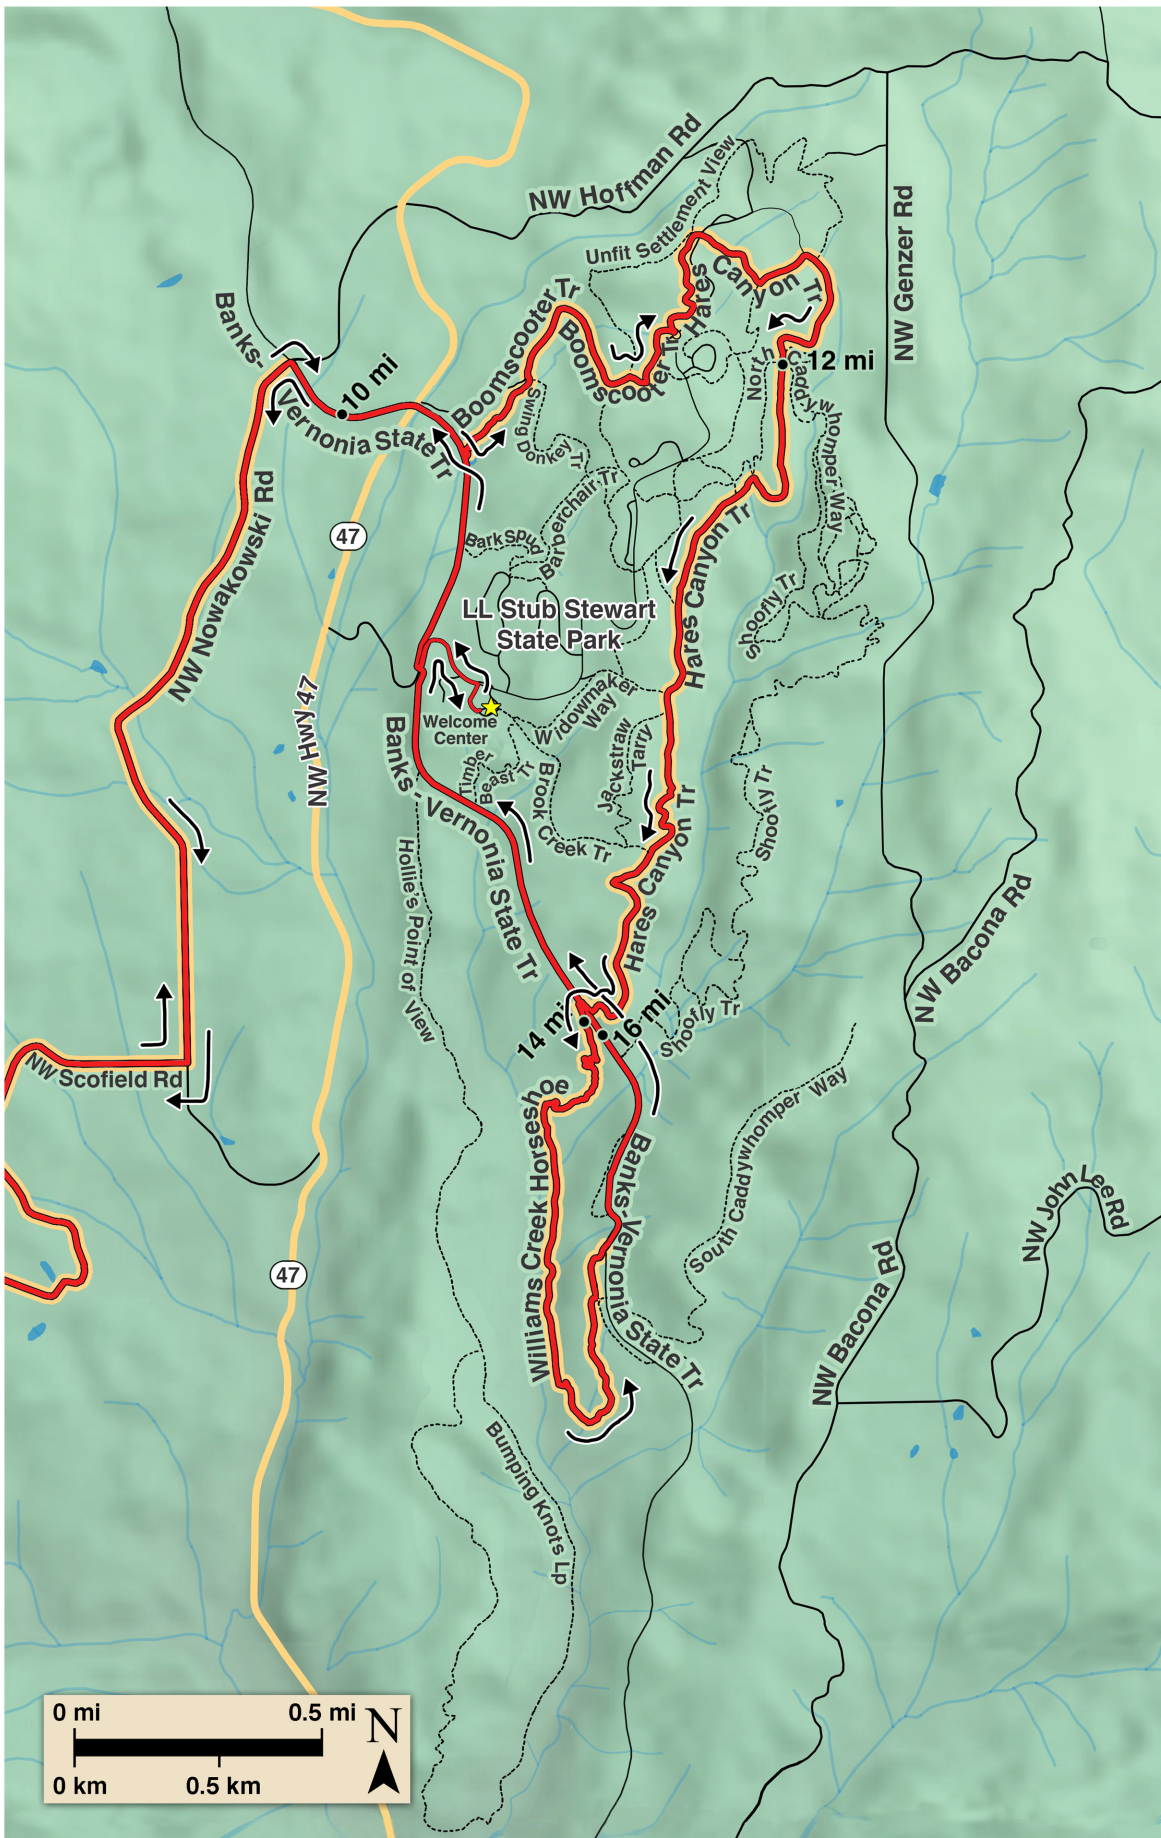 NW Hoffman Rd
Unfit Settlement View
NW Genzer Rd
Banks-
Vernonia State Tr
10 mi
Boomscooter Tr
Boomscooter Tr
Hares
Canyon Tr
North Caddywhomper Way
12 mi
Swing Donkey Tr
Bargerchair Tr
Bark Spud
47
NW Nowakowski Rd
LL Stub Stewart
State Park
Hares Canyon Tr
Shoofly Tr
Welcome
Center
Widowmaker
Way
Jackstraw
Tarry
Timber
Beast Tr
Brook Creek Tr
NW Hwy 47
Banks-Vernonia State Tr
Hares Canyon Tr
Shoofly Tr
Hollie's Point of View
NW Bacona Rd
14 mi
16 mi
Shoofly Tr
NW Scofield Rd
Williams Creek Horseshoe
Banks-Vernonia State Tr
South Caddywhomper Way
NW John Lee Rd
47
NW Bacona Rd
Bumping Knots Lp
0 mi
0.5 mi
N
0 km
0.5 km